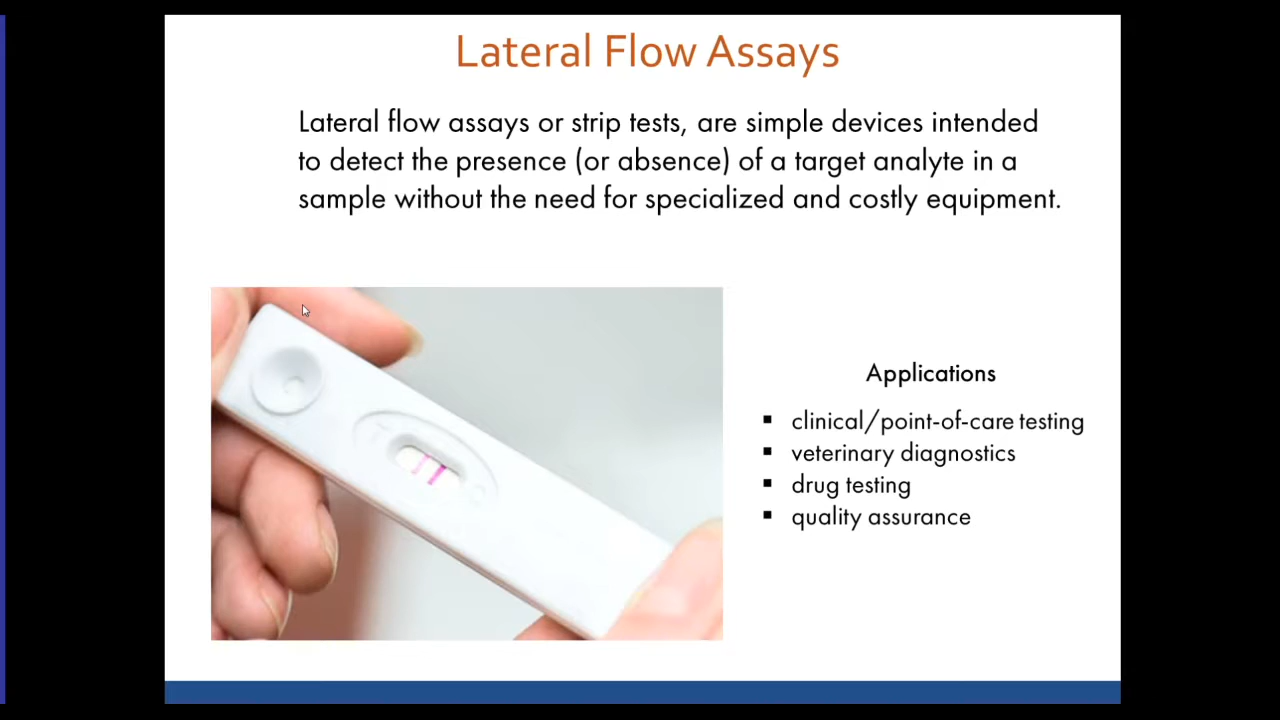 Lateral Flow Assays
Lateral flow assays or strip tests, are simple devices intended
to detect the presence (or absence) of a target analyte in a
sample without the need for specialized and costly equipment.
Applications
▪ clinical/point-of-care testing
▪ veterinary diagnostics
▪ drug testing
▪ quality assurance